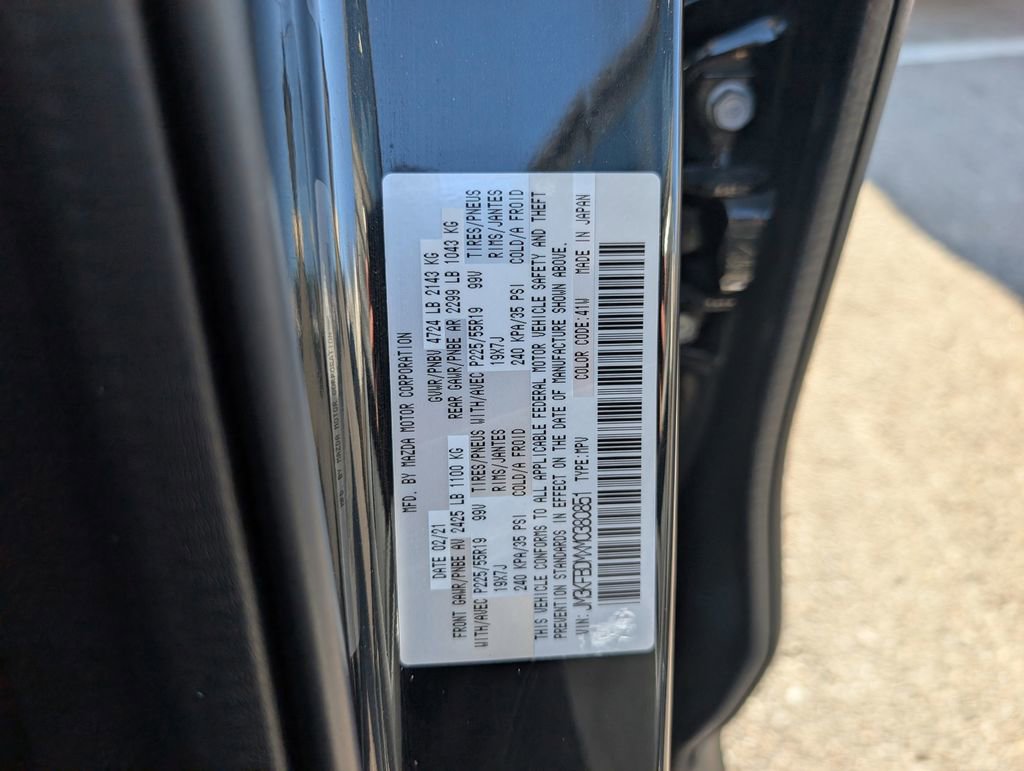 MFD. BY MAZDA MOTOR CORPORATION
DATE 02/21 GVWR/PNBV 4724 LB 2143 KG
FRONT GAWR/PNBE AV 2425 LB 1100 KG REAR GAWR/PNBE AR 2299 LB 1043 KG
WITH/AVEC P225/55R19 99V TIRES/PNEUS WITH/AVEC P225/55R19 99V TIRES/PNEUS
19X7J RIMS/JANTES 19X7J RIMS/JANTES
240 KPA/35 PSI COLD/A FROID 240 KPA/35 PSI COLD/A FROID
THIS VEHICLE CONFORMS TO ALL APPLICABLE FEDERAL MOTOR VEHICLE SAFETY AND THEFT
PREVENTION STANDARDS IN EFFECT ON THE DATE OF MANUFACTURE SHOWN ABOVE.
VIN: JM3KFBDMXM0380851 TYPE:MPV COLOR CODE:41W MADE IN JAPAN